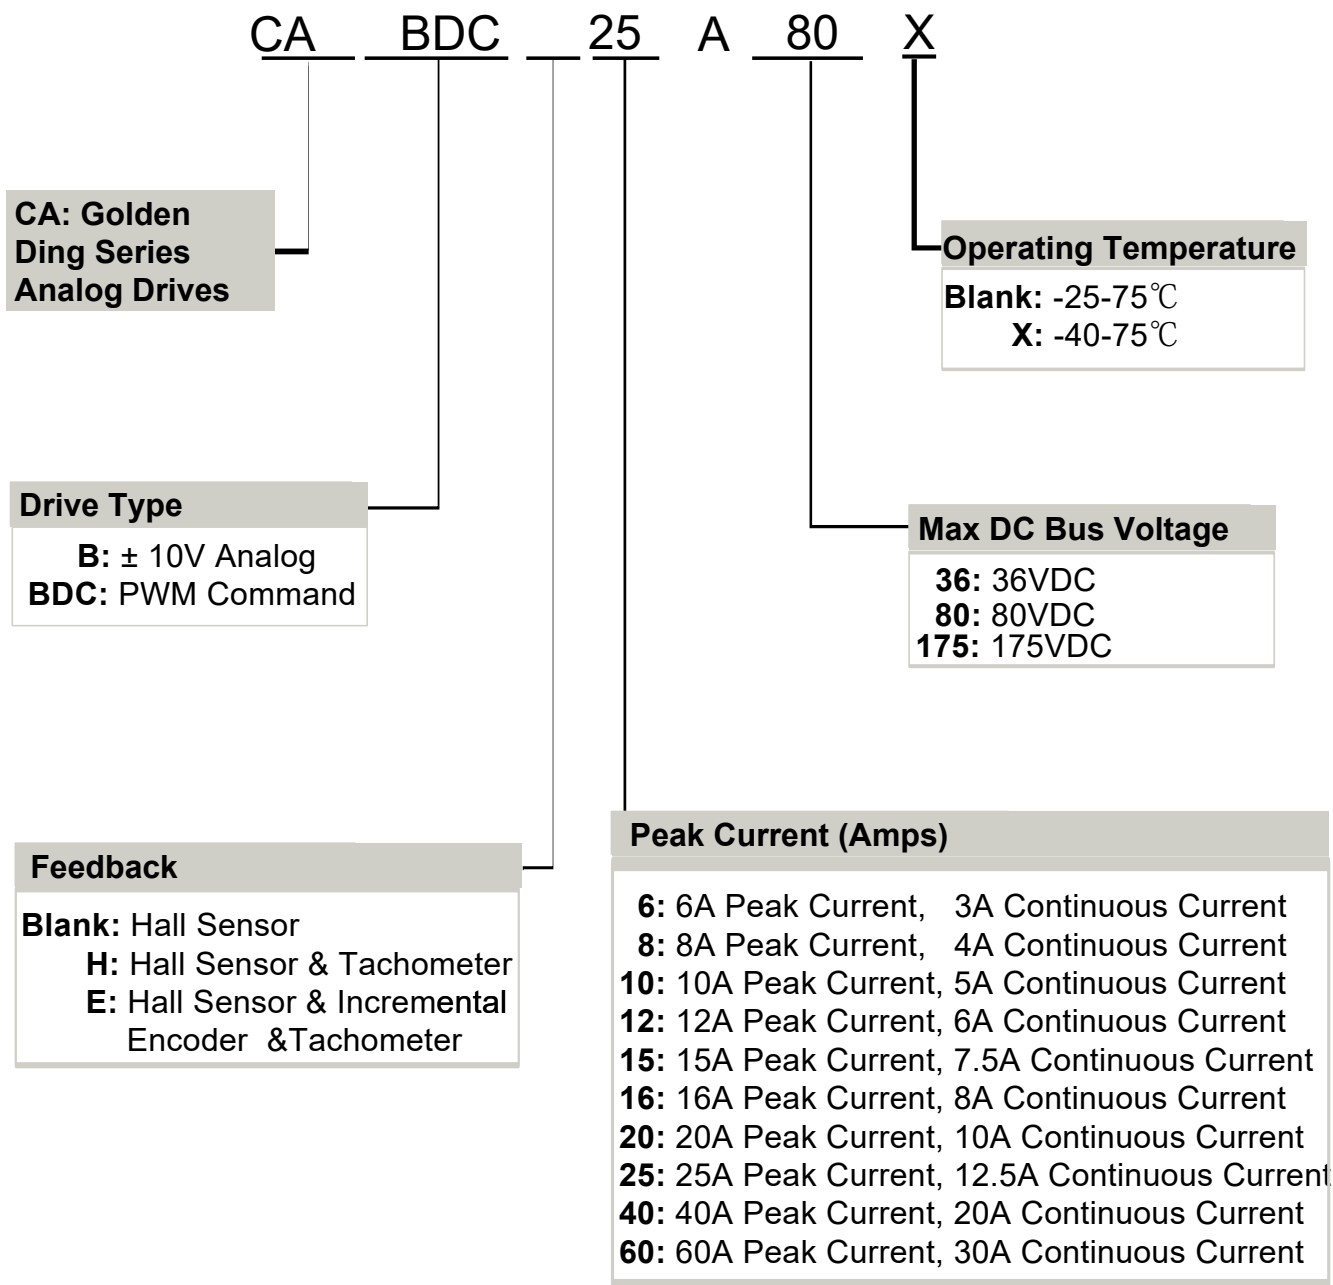 CA BDC 25 A 80 X
CA: Golden
Ding Series
Analog Drives
Operating Temperature
Blank: -25-75℃
X: -40-75℃
Drive Type
B: ± 10V Analog
BDC: PWM Command
Max DC Bus Voltage
36: 36VDC
80: 80VDC
175: 175VDC
Feedback
Blank: Hall Sensor
H: Hall Sensor & Tachometer
E: Hall Sensor & Incremental
Encoder &Tachometer
Peak Current (Amps)
6: 6A Peak Current, 3A Continuous Current
8: 8A Peak Current, 4A Continuous Current
10: 10A Peak Current, 5A Continuous Current
12: 12A Peak Current, 6A Continuous Current
15: 15A Peak Current, 7.5A Continuous Current
16: 16A Peak Current, 8A Continuous Current
20: 20A Peak Current, 10A Continuous Current
25: 25A Peak Current, 12.5A Continuous Current
40: 40A Peak Current, 20A Continuous Current
60: 60A Peak Current, 30A Continuous Current